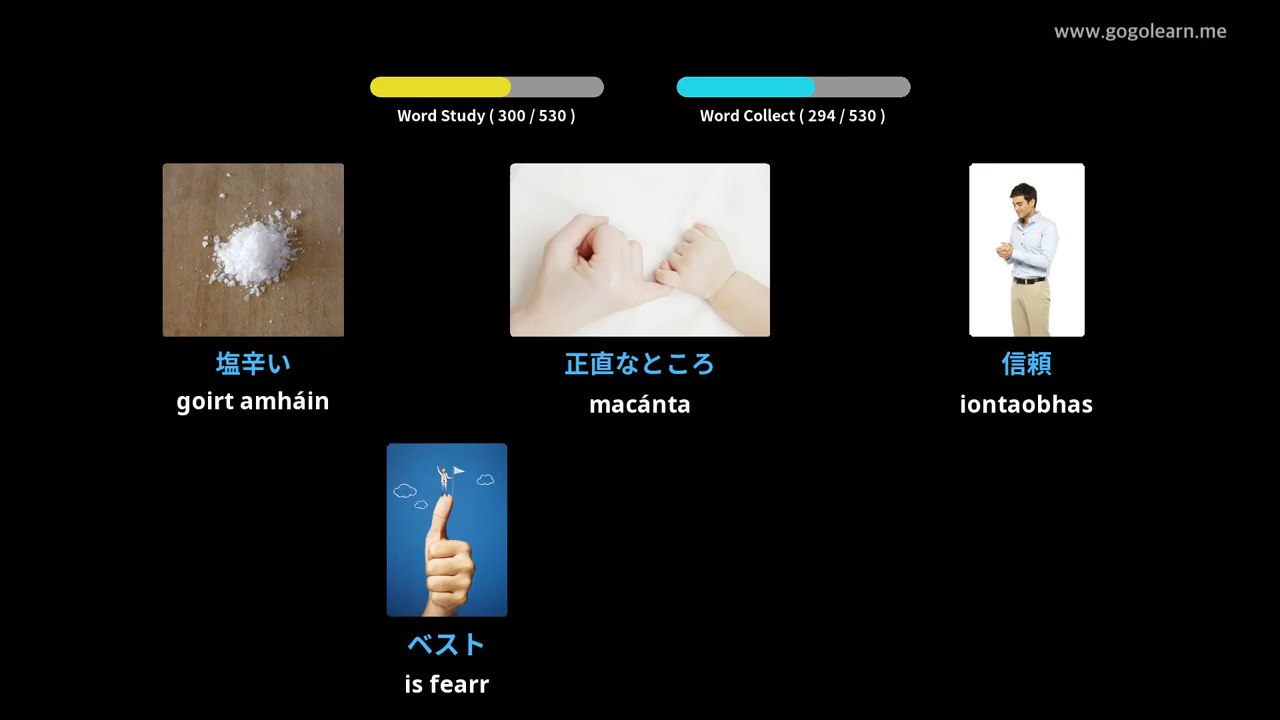 www.gogolearn.me
Word Study ( 300 / 530 )
Word Collect ( 294 / 530 )
塩辛い
goirt amháin
正直なところ
macánta
信頼
iontaobhas
ベスト
is fearr